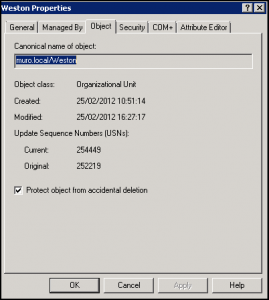 Weston Properties
General
Managed By
Object
Security
COM+
Attribute Editor
Canonical name of object:
muro.local/Weston
Object class: Organizational Unit
Created: 25/02/2012 10:51:14
Modified: 25/02/2012 16:27:17
Update Sequence Numbers (USNs):
Current: 254449
Original: 252219
Protect object from accidental deletion
OK
Cancel
Apply
Help